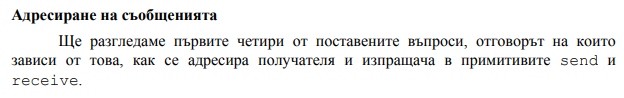 Адресиране на съобщенията
Ще разгледаме първите четири от поставените въпроси, отговорът на които
зависи от това, как се адресира получателя и изпращача в примитивите send и
receive.